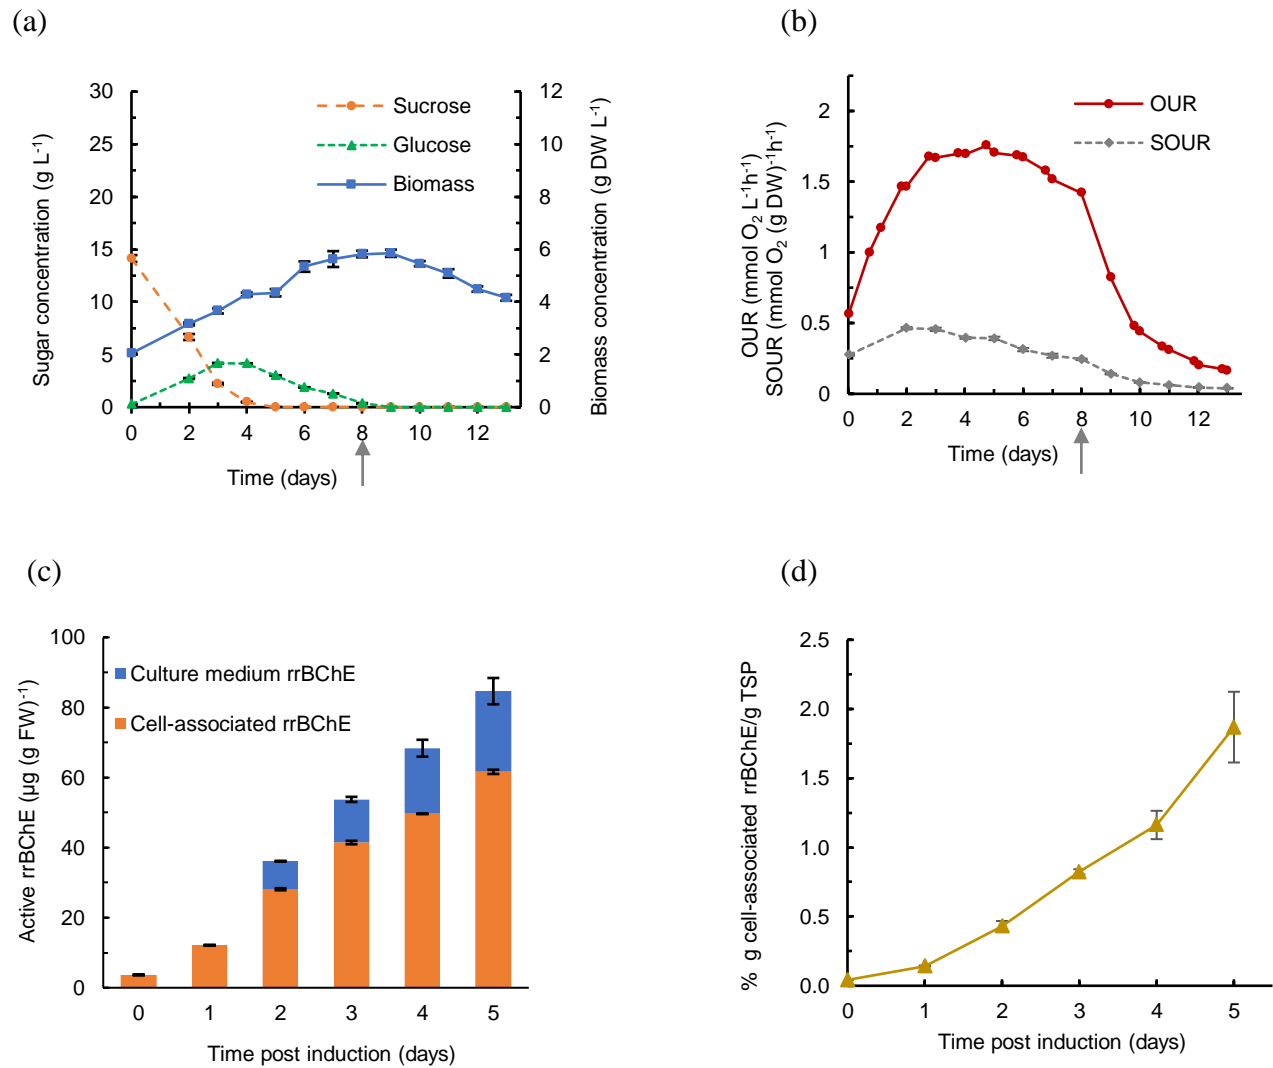 (a)
30
25
20
15
10
5
0
Sugar concentration (g L-1)
Sucrose
Glucose
Biomass
12
10
8
6
4
2
0
Biomass concentration (g DW L-1)
0 2 4 6 8 10 12
Time (days)
(b)
2
1.5
1
0.5
0
OUR (mmol O2 L-1h-1)
SOUR (mmol O2 (g DW)-1h-1)
OUR
SOUR
0 2 4 6 8 10 12
Time (days)
(c)
100
80
60
40
20
0
Active rrBChE (µg (g FW)-1)
Culture medium rrBChE
Cell-associated rrBChE
0 1 2 3 4 5
Time post induction (days)
(d)
2.5
2.0
1.5
1.0
0.5
0.0
% g cell-associated rrBChE/g TSP
0 1 2 3 4 5
Time post induction (days)